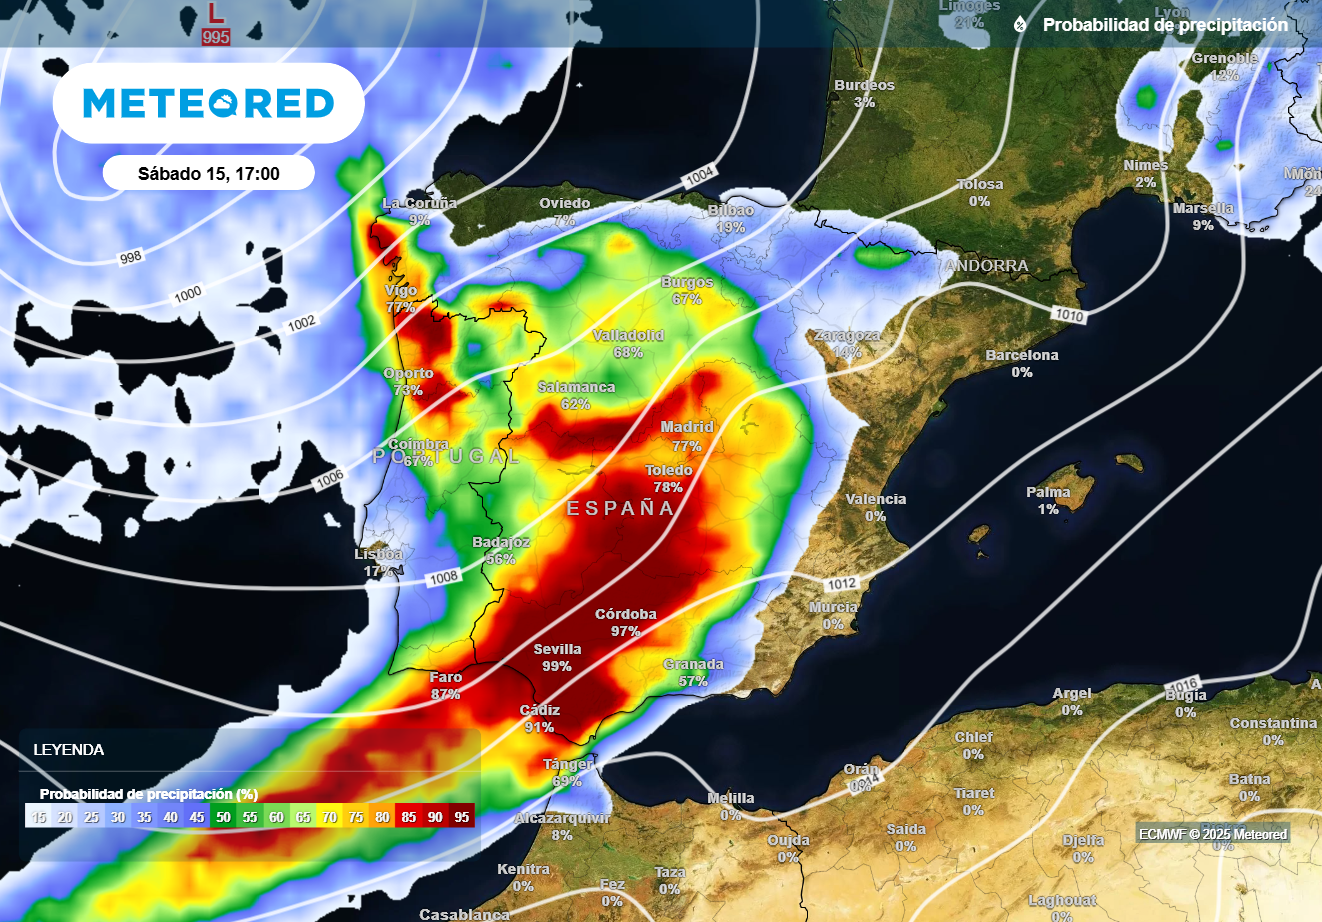 L
995
Probabilidad de precipitación
METEORED
Sábado 15, 17:00
Limoges
21%
Lyon
Grenoble
12%
Burdeos
3%
Nimes
2%
Tolosa
0%
Marsella
9%
24
La Coruña
9%
Oviedo
7%
Bilbao
19%
1004
998
1000
1002
ANDORRA
1010
Vigo
77%
Burgos
67%
Valladolid
68%
Zaragoza
14%
Barcelona
0%
Oporto
73%
Salamanca
62%
Madrid
77%
Coímbra
67%
PORTUGAL
Toledo
78%
1006
ESPAÑA
Valencia
0%
Palma
1%
Lisboa
17%
Badajoz
56%
1008
1012
Murcia
0%
Córdoba
97%
Sevilla
99%
Granada
57%
Faro
87%
Cádiz
91%
Argel
0%
1016
Bugía
0%
Constantina
0%
LEYENDA
Probabilidad de precipitación (%)
15 20 25 30 35 40 45 50 55 60 65 70 75 80 85 90 95
Tánger
69%
Chlef
0%
Orán
0%
1014
Melilla
0%
Tiaret
0%
Batna
0%
Alcazarquivir
8%
Oujda
0%
Saida
0%
Djelfa
0%
ECMWF © 2025 Meteored
0%
Kenitra
0%
Fez
0%
Taza
0%
Laghouat
0%
Casablanca